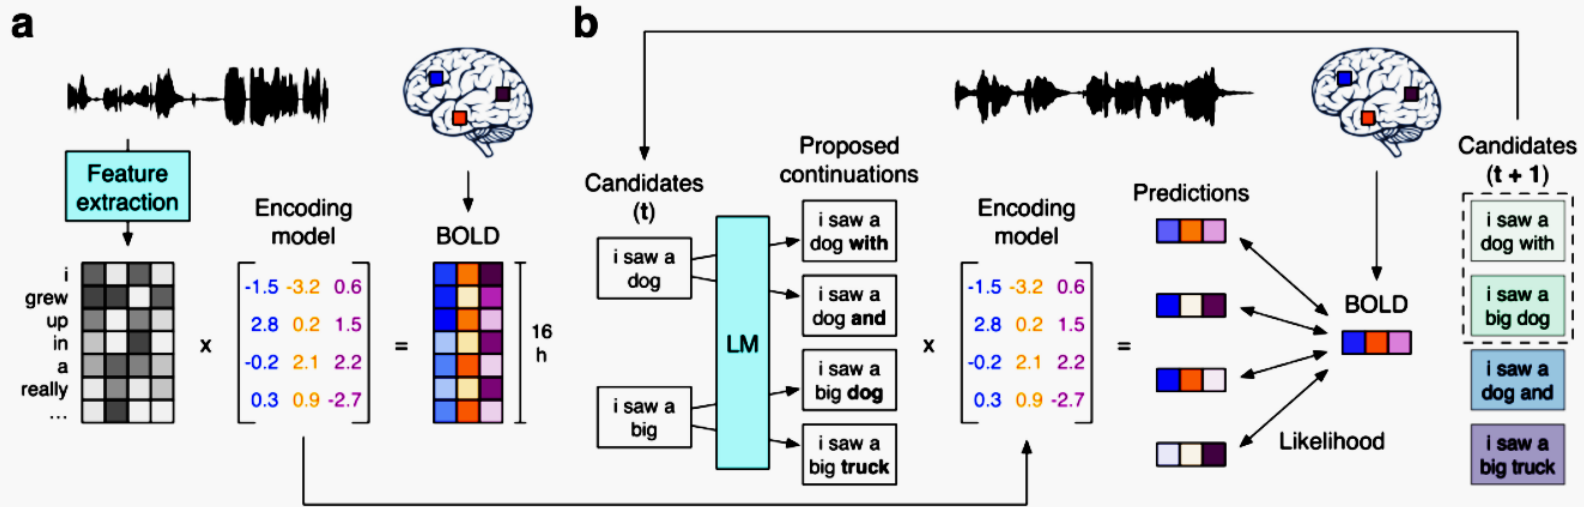 a
Feature
extraction
i
grew
up
in
a
really
...
x
Encoding
model
-1.5 -3.2 0.6
2.8 0.2 1.5
-0.2 2.1 2.2
0.3 0.9 -2.7
=
BOLD
16
h
b
Candidates
(t)
i saw a
dog
i saw a
big
LM
Proposed
continuations
i saw a
dog with
i saw a
dog and
i saw a
big dog
i saw a
big truck
x
Encoding
model
-1.5 -3.2 0.6
2.8 0.2 1.5
-0.2 2.1 2.2
0.3 0.9 -2.7
=
Predictions
Likelihood
BOLD
Candidates
(t + 1)
i saw a
dog with
i saw a
big dog
i saw a
dog and
i saw a
big truck